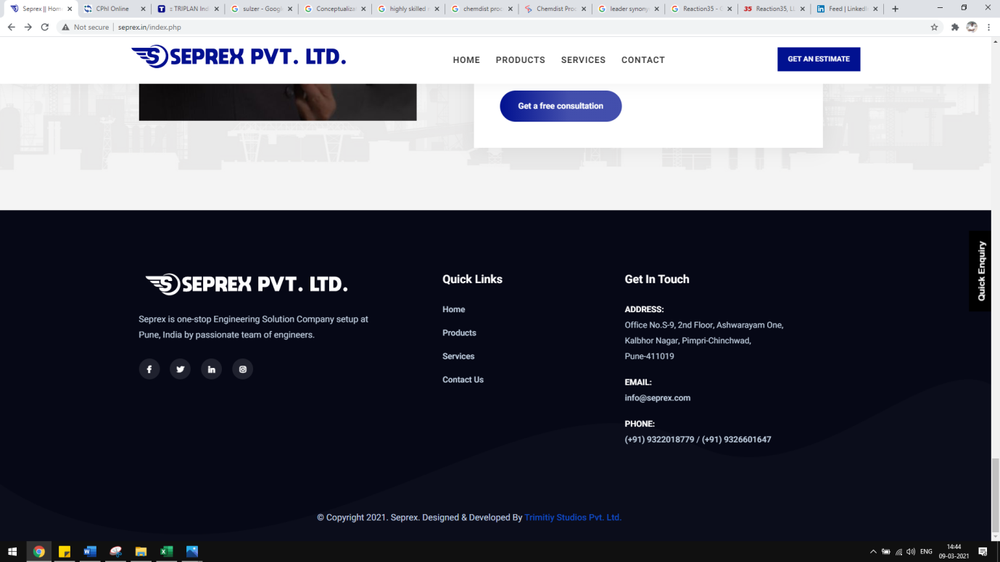 Seprex || Hom
CPhI Online
:: TRIPLAN Indi
sulzer - Googl
Conceptualiza
highly skilled
chemdist proc
Chemdist Proc
leader synony
Reaction35 -
Reaction35, L
Feed | LinkedI
Not secure | seprex.in/index.php
SEPREX PVT. LTD.
HOME PRODUCTS SERVICES CONTACT
GET AN ESTIMATE
Get a free consultation
Quick Enquiry
SEPREX PVT. LTD.
Seprex is one-stop Engineering Solution Company setup at
Pune, India by passionate team of engineers.
Quick Links
Home
Products
Services
Contact Us
Get In Touch
ADDRESS:
Office No.S-9, 2nd Floor, Ashwarayam One,
Kalbhor Nagar, Pimpri-Chinchwad,
Pune-411019
EMAIL:
info@seprex.com
PHONE:
(+91) 9322018779 / (+91) 9326601647
© Copyright 2021. Seprex. Designed & Developed By Trimitiy Studios Pvt. Ltd.
ENG
14:44
09-03-2021